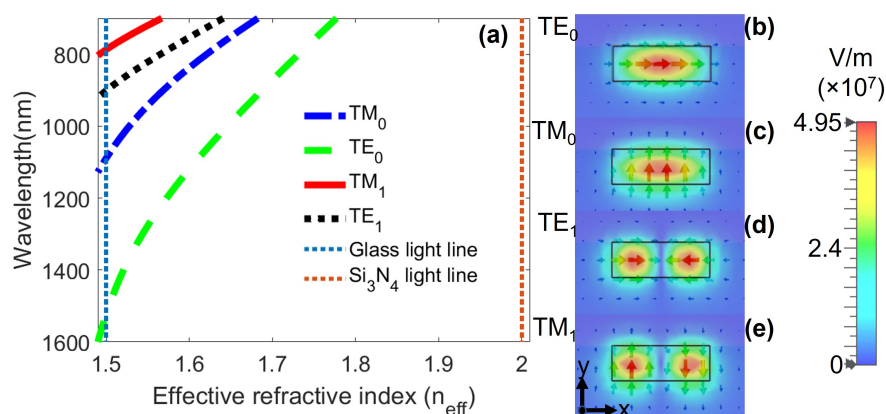 (a)
800
1000
1200
1400
1600
Wavelength(nm)
TM0
TE0
TM1
TE1
Glass light line
Si3N4 light line
1.5
1.6
1.7
1.8
1.9
2
Effective refractive index (neff)
TE0
(b)
TM0
(c)
TE1
(d)
TM1
(e)
y
x
V/m
(×10⁷)
4.95
2.4
0